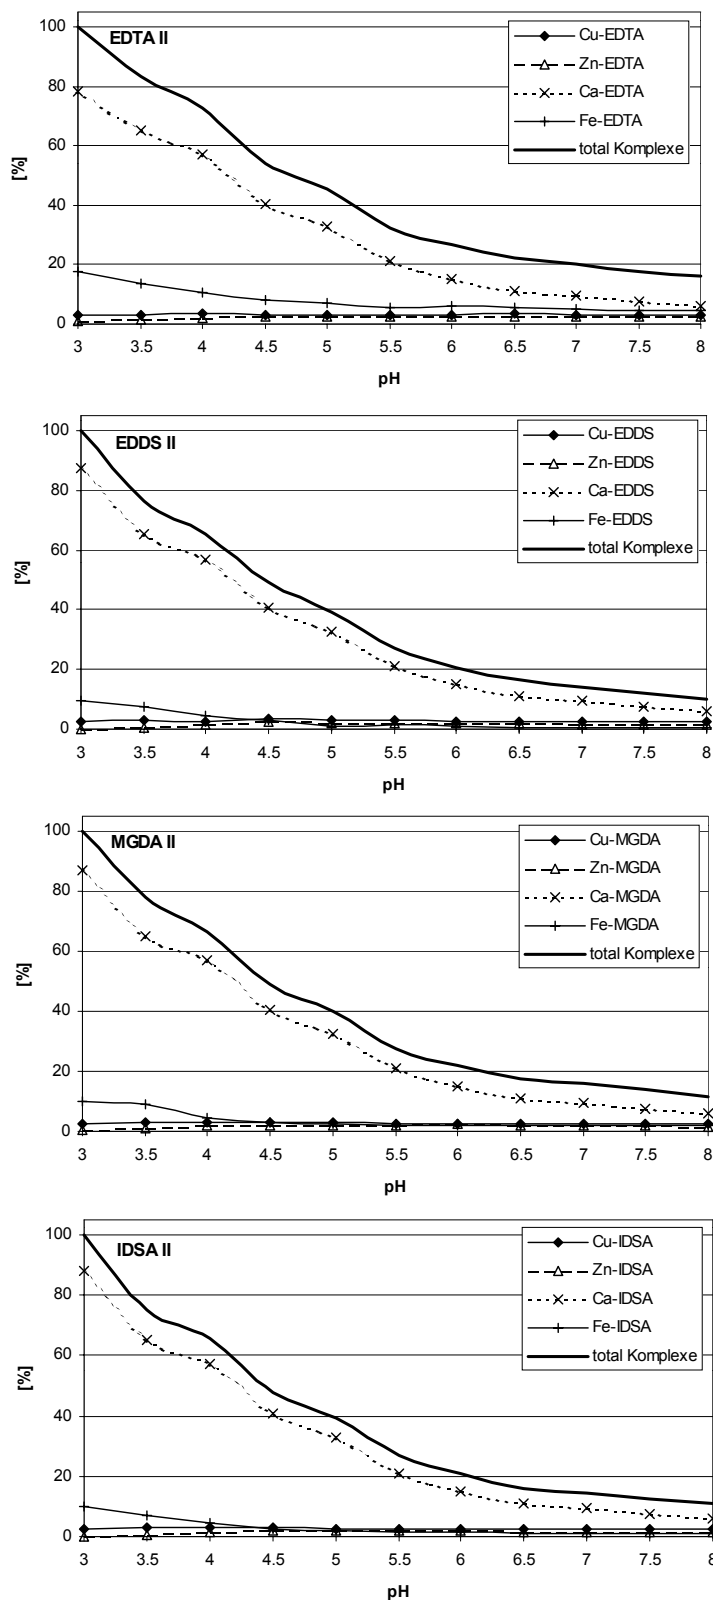 EDTA II
Cu-EDTA
Zn-EDTA
Ca-EDTA
Fe-EDTA
total Komplexe
[%]
100
80
60
40
20
0
3 3.5 4 4.5 5 5.5 6 6.5 7 7.5 8
pH
EDDS II
Cu-EDDS
Zn-EDDS
Ca-EDDS
Fe-EDDS
total Komplexe
[%]
100
80
60
40
20
0
3 3.5 4 4.5 5 5.5 6 6.5 7 7.5 8
pH
MGDA II
Cu-MGDA
Zn-MGDA
Ca-MGDA
Fe-MGDA
total Komplexe
[%]
100
80
60
40
20
0
3 3.5 4 4.5 5 5.5 6 6.5 7 7.5 8
pH
IDSA II
Cu-IDSA
Zn-IDSA
Ca-IDSA
Fe-IDSA
total Komplexe
[%]
100
80
60
40
20
0
3 3.5 4 4.5 5 5.5 6 6.5 7 7.5 8
pH